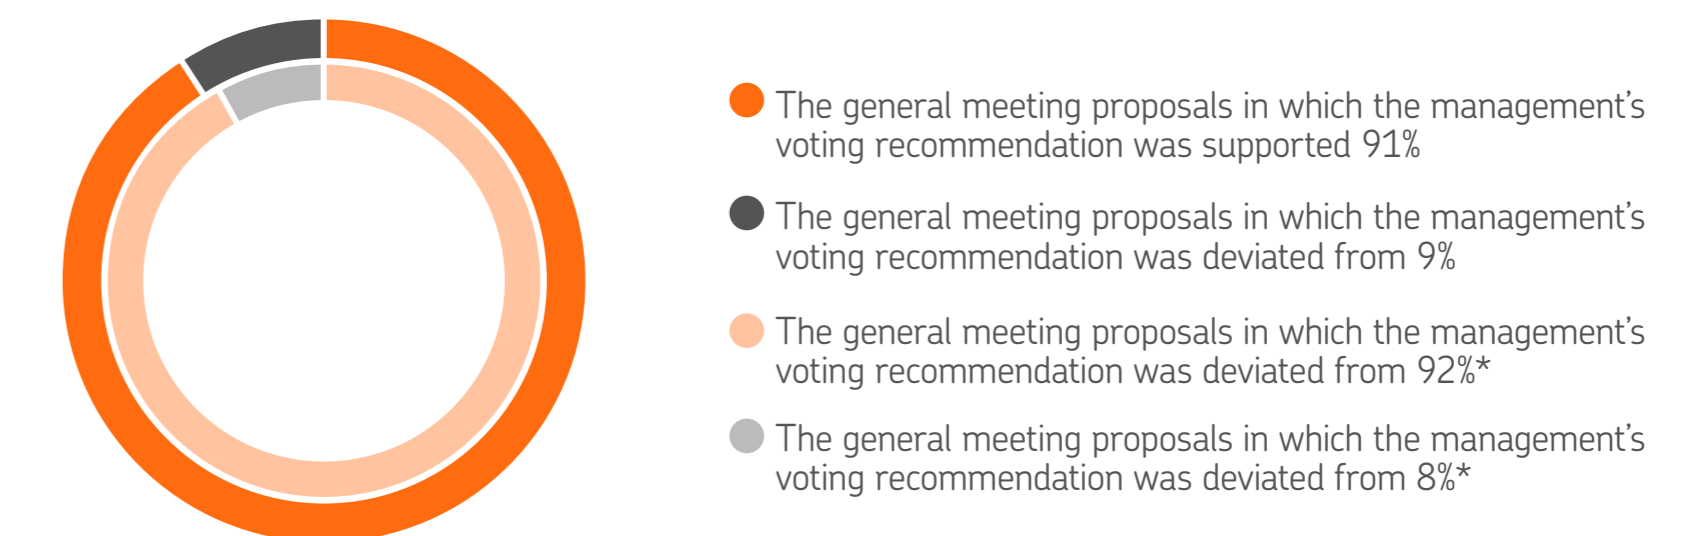 The general meeting proposals in which the management’s
voting recommendation was supported 91%
The general meeting proposals in which the management’s
voting recommendation was deviated from 9%
The general meeting proposals in which the management’s
voting recommendation was deviated from 92%*
The general meeting proposals in which the management’s
voting recommendation was deviated from 8%*